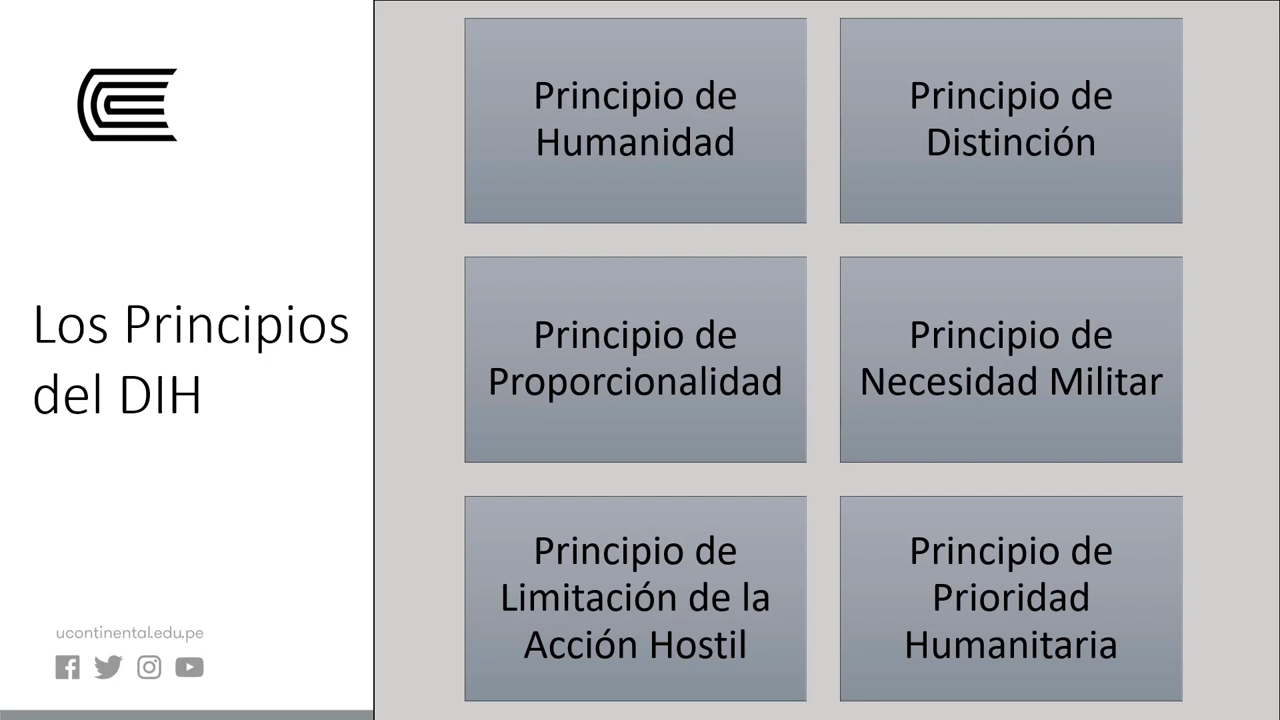 Los Principios
del DIH
ucontinental.edu.pe
Principio de
Humanidad
Principio de
Distinción
Principio de
Proporcionalidad
Principio de
Necesidad Militar
Principio de
Limitación de la
Acción Hostil
Principio de
Prioridad
Humanitaria